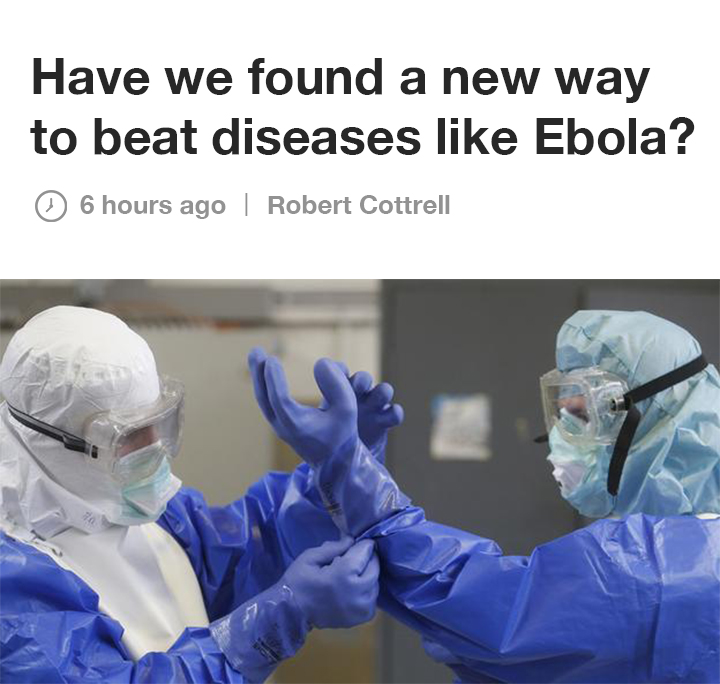 Have we found a new way
to beat diseases like Ebola?
6 hours ago | Robert Cottrell